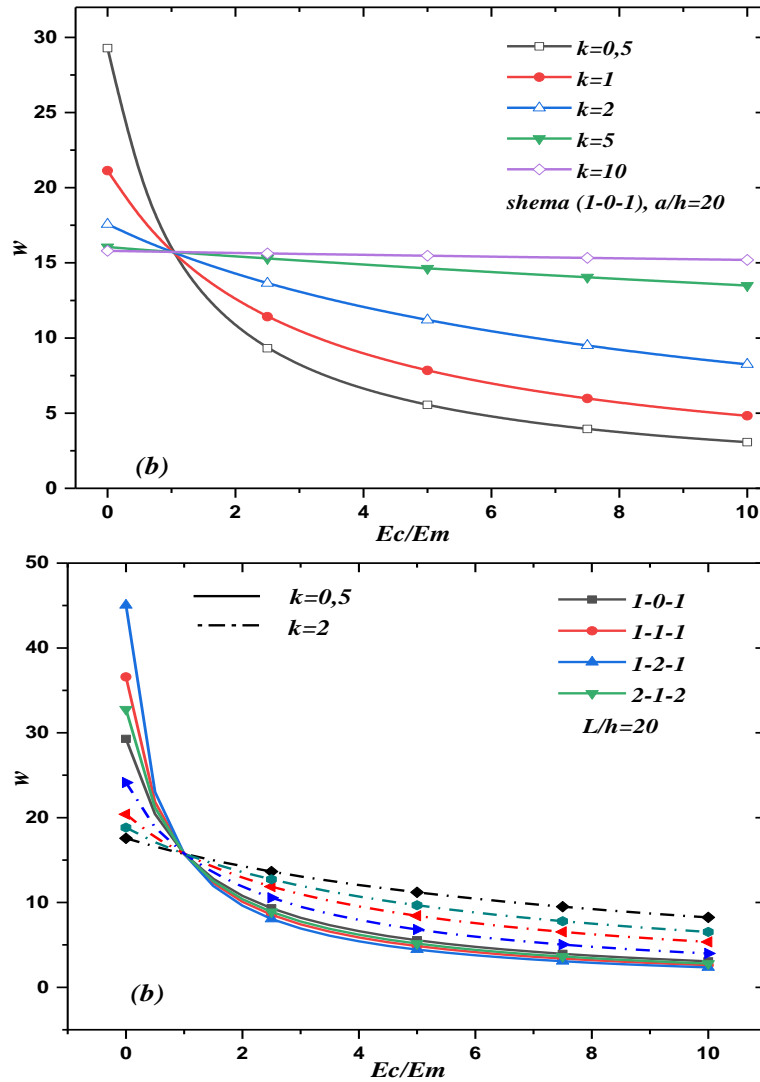 30
25
20
15
10
5
0
w
k=0,5
k=1
k=2
k=5
k=10
shema (1-0-1), a/h=20
(b)
0 2 4 6 8 10
Ec/Em
50
40
30
20
10
0
w
k=0,5
k=2
1-0-1
1-1-1
1-2-1
2-1-2
L/h=20
(b)
0 2 4 6 8 10
Ec/Em